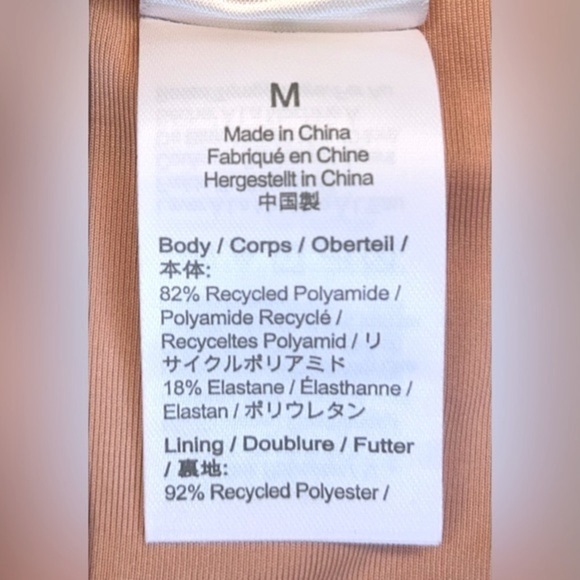 M
Made in China
Fabriqué en Chine
Hergestellt in China
中国製
Body / Corps / Oberteil /
本体:
82% Recycled Polyamide /
Polyamide Recyclé /
Recyceltes Polyamid / リ
サイクルポリアミド
18% Elastane / Élasthanne /
Elastan / ポリウレタン
Lining / Doublure / Futter
/ 裏地:
92% Recycled Polyester /